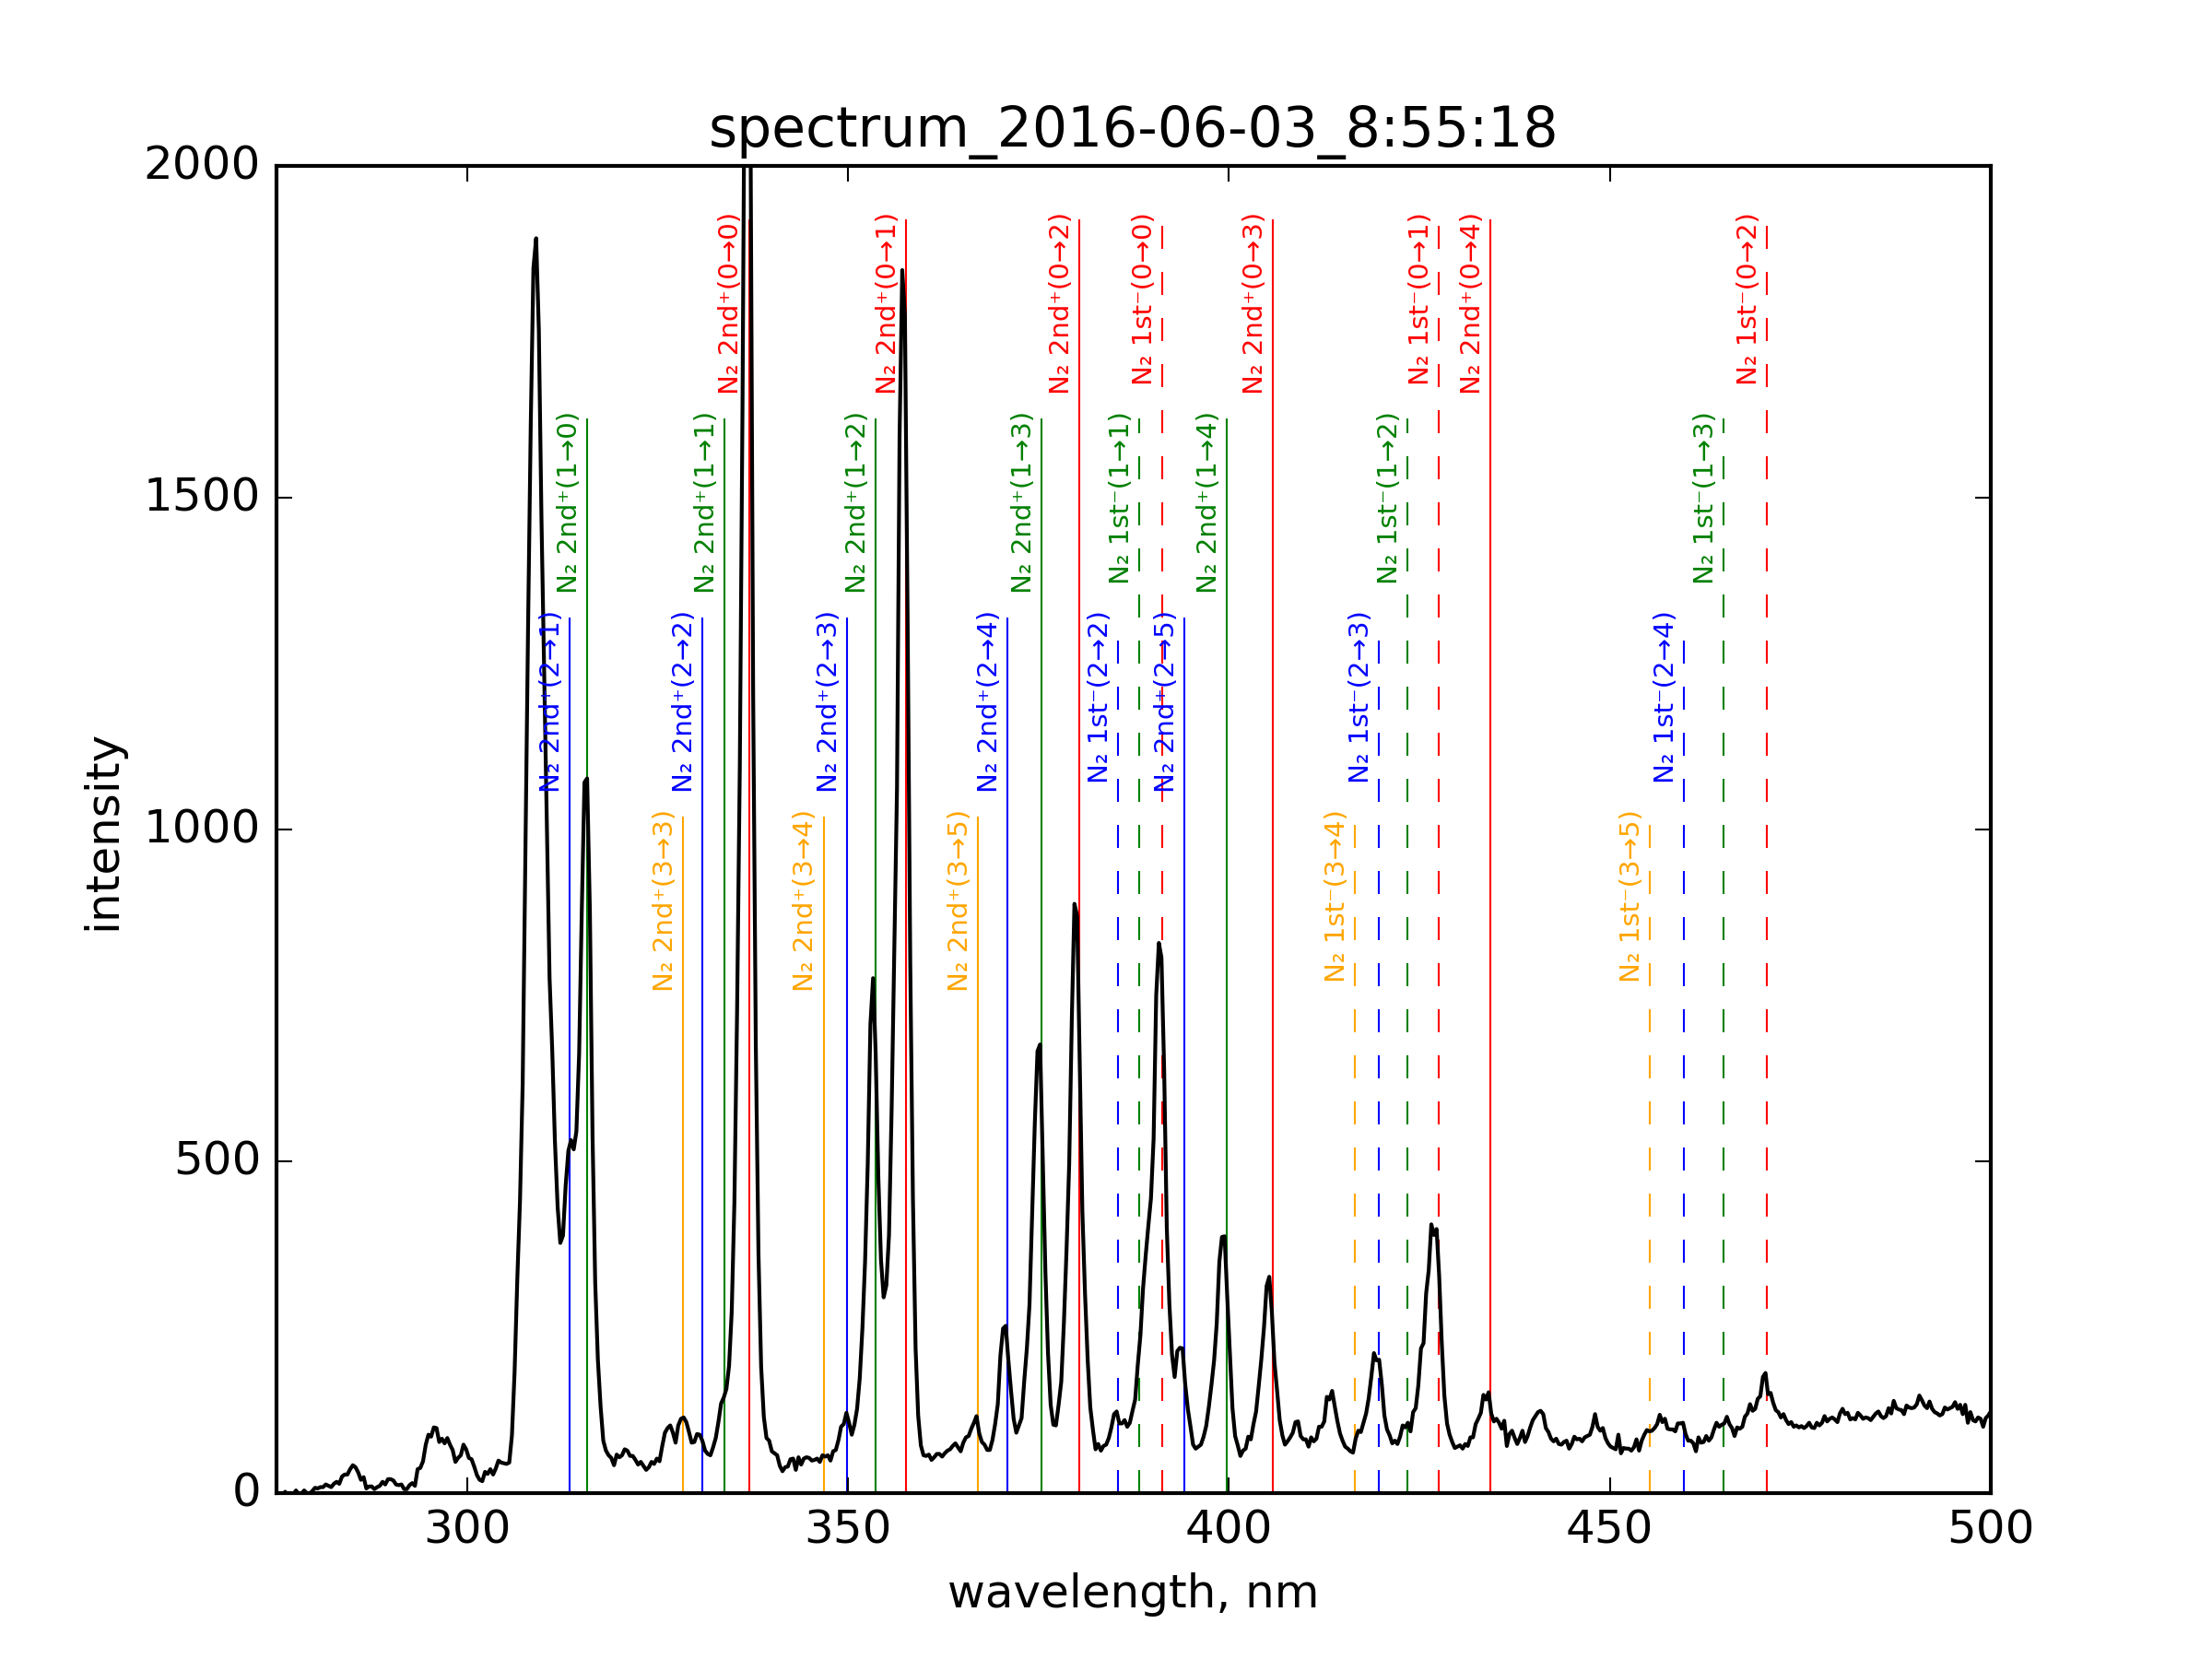 spectrum_2016-06-03_8:55:18
2000
1500
1000
500
0
intensity
N₂ 2nd⁺(0→0)
N₂ 2nd⁺(0→1)
N₂ 2nd⁺(0→2)
N₂ 1st⁻(0→0)
N₂ 2nd⁺(0→3)
N₂ 1st⁻(0→1)
N₂ 2nd⁺(0→4)
N₂ 1st⁻(0→2)
N₂ 2nd⁺(1→0)
N₂ 2nd⁺(1→1)
N₂ 2nd⁺(1→2)
N₂ 2nd⁺(1→3)
N₂ 1st⁻(1→1)
N₂ 2nd⁺(1→4)
N₂ 1st⁻(1→2)
N₂ 1st⁻(1→3)
N₂ 2nd⁺(2→1)
N₂ 2nd⁺(2→2)
N₂ 2nd⁺(2→3)
N₂ 2nd⁺(2→4)
N₂ 1st⁻(2→2)
N₂ 2nd⁺(2→5)
N₂ 1st⁻(2→3)
N₂ 1st⁻(2→4)
N₂ 2nd⁺(3→3)
N₂ 2nd⁺(3→4)
N₂ 2nd⁺(3→5)
N₂ 1st⁻(3→4)
N₂ 1st⁻(3→5)
300 350 400 450 500
wavelength, nm